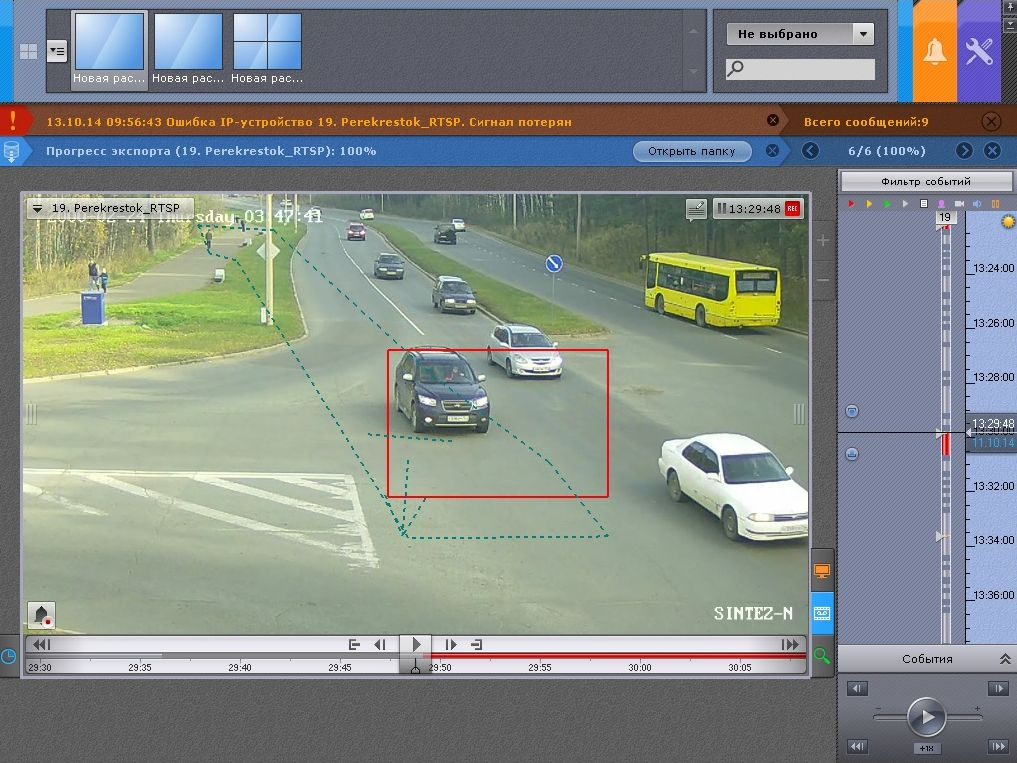 Не выбрано
Новая рас...
Новая рас...
Новая рас...
13.10.14 09:56:43 Ошибка IP-устройство 19. Perekrestok_RTSP. Сигнал потерян
Всего сообщений:9
Прогресс экспорта (19. Perekrestok_RTSP): 100%
Открыть папку
6/6 (100%)
Фильтр событий
19. Perekrestok_RTSP
Thursday 03:47:41
13:29:48
REC
19
13:24:00
13:26:00
13:28:00
13:29:48
11.10.14
13:32:00
13:34:00
13:36:00
SINTEZ-N
29:30
29:35
29:40
29:45
29:50
29:55
30:00
30:05
События
- +
+1x